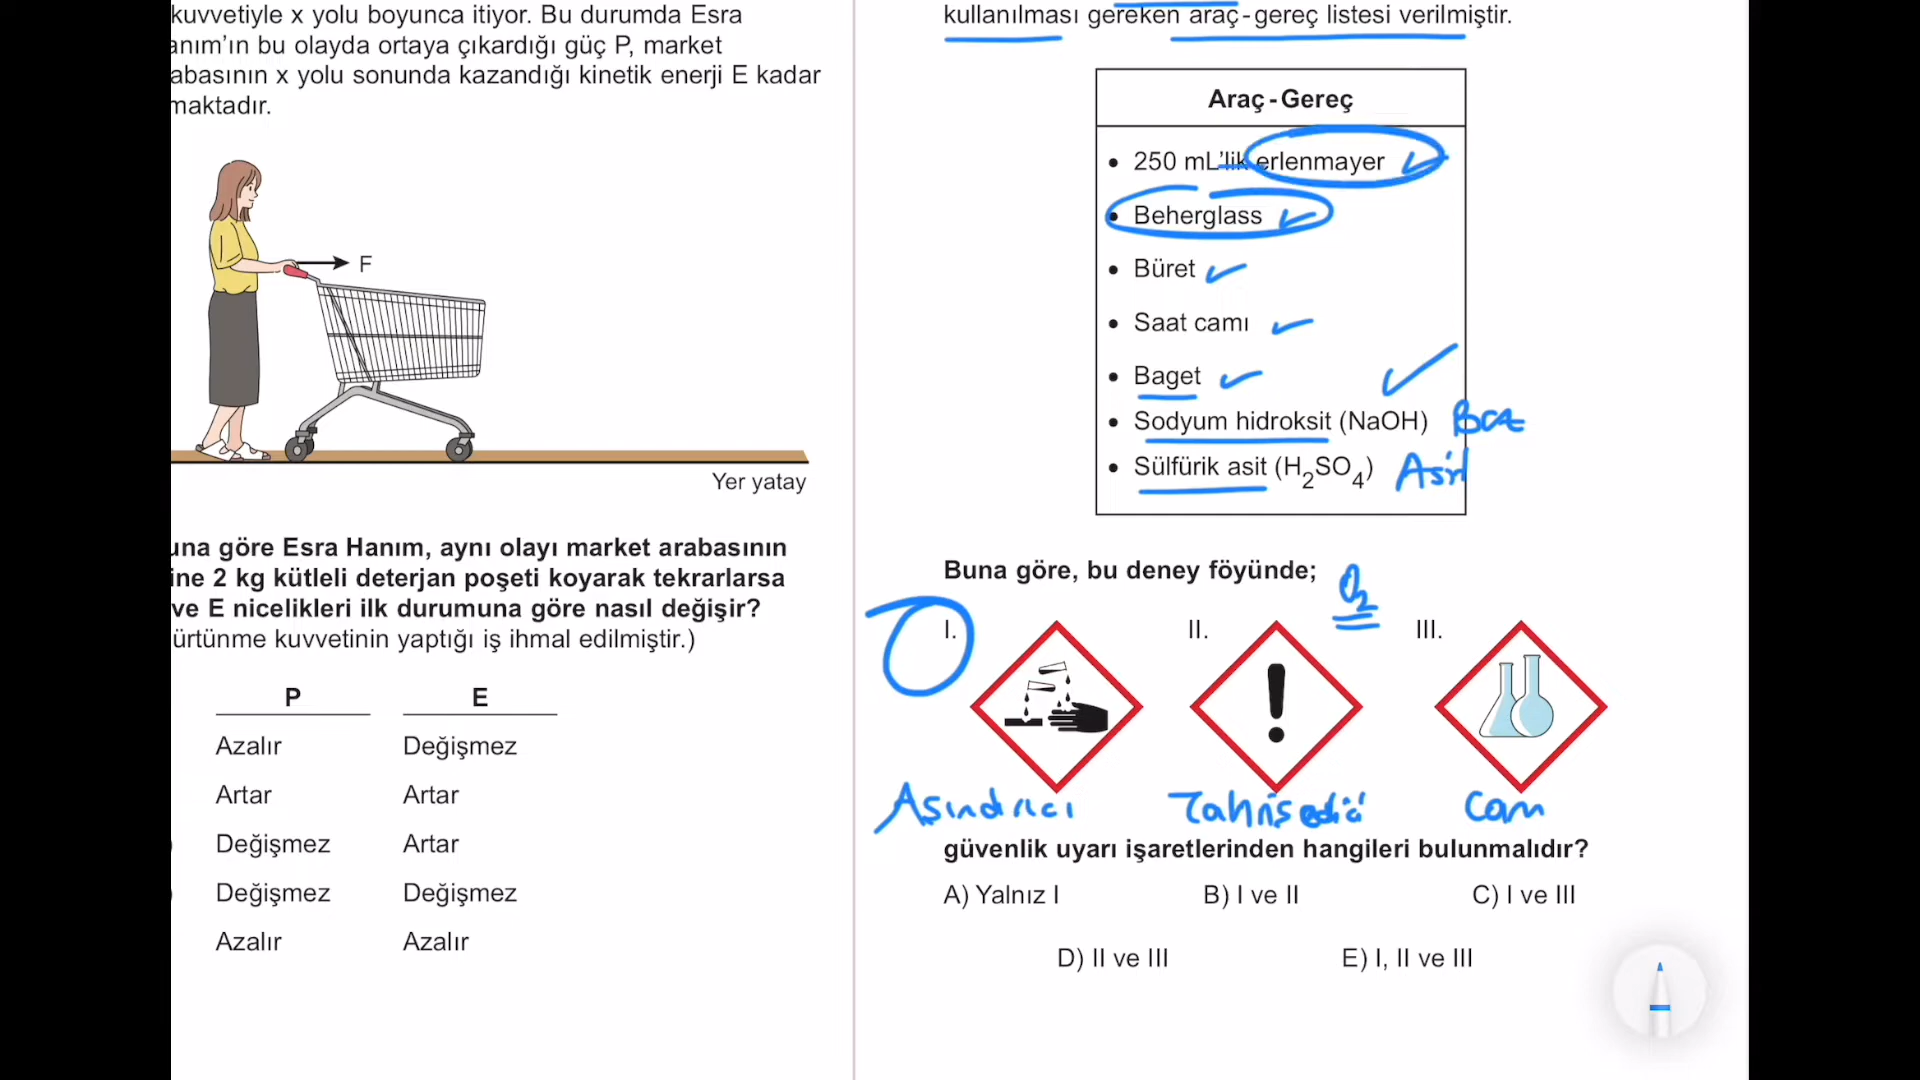 kuvvetiyle x yolu boyunca itiyor. Bu durumda Esra
anım'ın bu olayda ortaya çıkardığı güç P, market
abasının x yolu sonunda kazandığı kinetik enerji E kadar
maktadır.
F
Yer yatay
una göre Esra Hanım, aynı olayı market arabasının
ine 2 kg kütleli deterjan poşeti koyarak tekrarlarsa
ve E nicelikleri ilk durumuna göre nasıl değişir?
ürtünme kuvvetinin yaptığı iş ihmal edilmiştir.)
P E
Azalır Değişmez
Artar Artar
Değişmez Artar
Değişmez Değişmez
Azalır Azalır
kullanılması gereken araç-gereç listesi verilmiştir.
Araç-Gereç
• 250 mL'lik erlenmayer
• Beherglass
• Büret
• Saat camı
• Baget
• Sodyum hidroksit (NaOH)
• Sülfürik asit (H₂SO₄) Asit
Buna göre, bu deney föyünde;
O₂
I. II. III.
Aşındırıcı Tahriş edici Cam
güvenlik uyarı işaretlerinden hangileri bulunmalıdır?
A) Yalnız I B) I ve II C) I ve III
D) II ve III E) I, II ve III